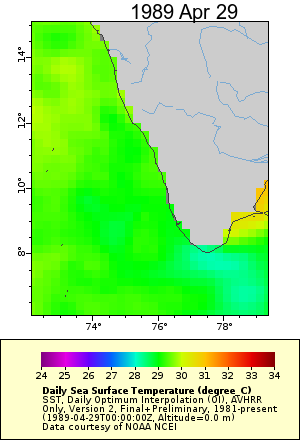 1989 Apr 29
14°
12°
10°
8°
74°
76°
78°
24 25 26 27 28 29 30 31 32 33 34
Daily Sea Surface Temperature (degree_C)
SST, Daily Optimum Interpolation (OI), AVHRR
Only, Version 2, Final+Preliminary, 1981-present
(1989-04-29T00:00:00Z, Altitude=0.0 m)
Data courtesy of NOAA NCEI